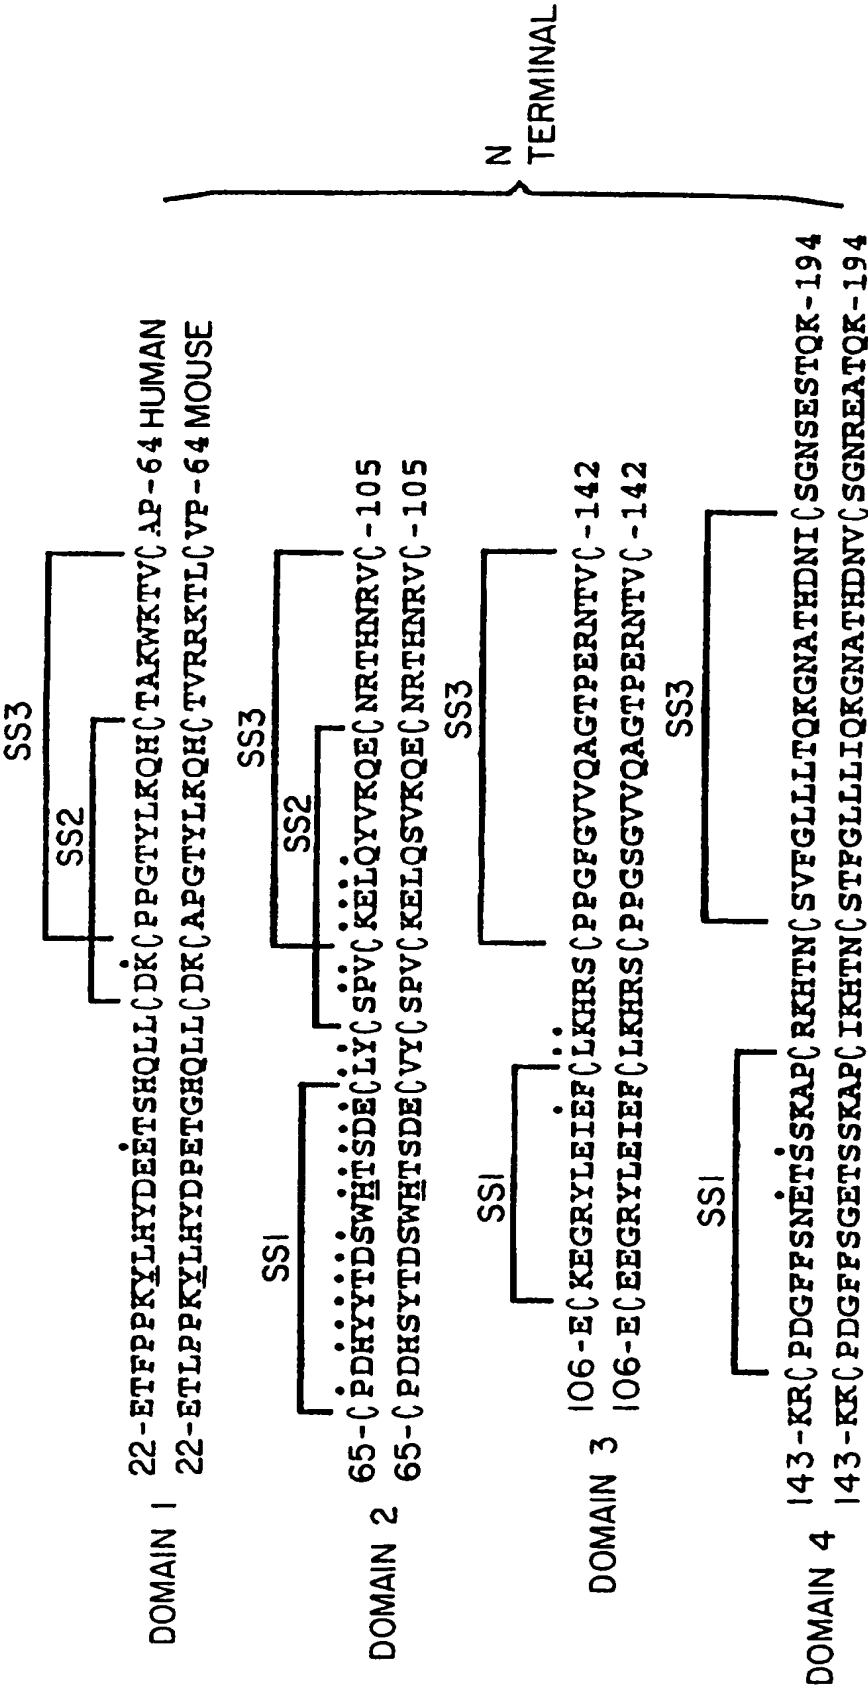 SS3
SS2
DOMAIN 1
22-ETFPPKYLHYDEETSHQLLCDKCPPGTYLKQHCTAKWKTVCAP-64 HUMAN
22-ETLPPKYLHYDPETGHQLLCDKCAPGTYLKQHCTVRRKTLCVP-64 MOUSE
SS3
SS1
SS2
DOMAIN 2
65-CPDHYYTDSWHTSDECLYCSPVCKELQYVKQECNRTHNRVC-105
65-CPDHSYTDSWHTSDECVYCSPVCKELQSVKQECNRTHNRVC-105
N
TERMINAL
SS3
SS1
DOMAIN 3
106-ECKEGRYLEIEFCLKHRSCPPGFGVVQAGTPERNTVC-142
106-ECEEGRYLEIEFCLKHRSCPPGSGVVQAGTPERNTVC-142
SS3
SS1
DOMAIN 4
143-KRCPDGFFSNETSSKAPCRKHTNCSVFGLLLTQKGNATHDNICSGNSESTQK-194
143-KKCPDGFFSGETSSKAPCIKHTNCSTFGLLLIQKGNATHDNVCSGNREATQK-194